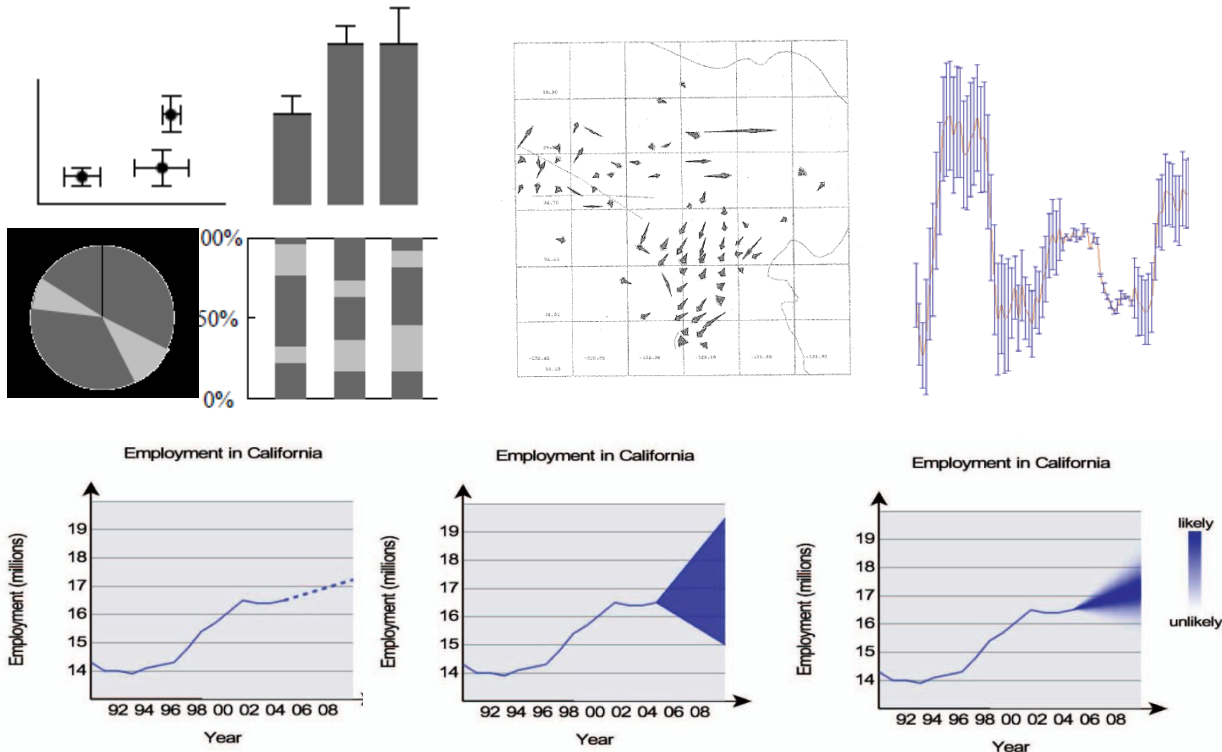 00%
50%
0%
Employment in California
Employment (millions)
19
18
17
16
15
14
92 94 96 98 00 02 04 06 08
Year
Employment in California
Employment (millions)
19
18
17
16
15
14
92 94 96 98 00 02 04 06 08
Year
Employment in California
Employment (millions)
19
18
17
16
15
14
92 94 96 98 00 02 04 06 08
Year
likely
unlikely